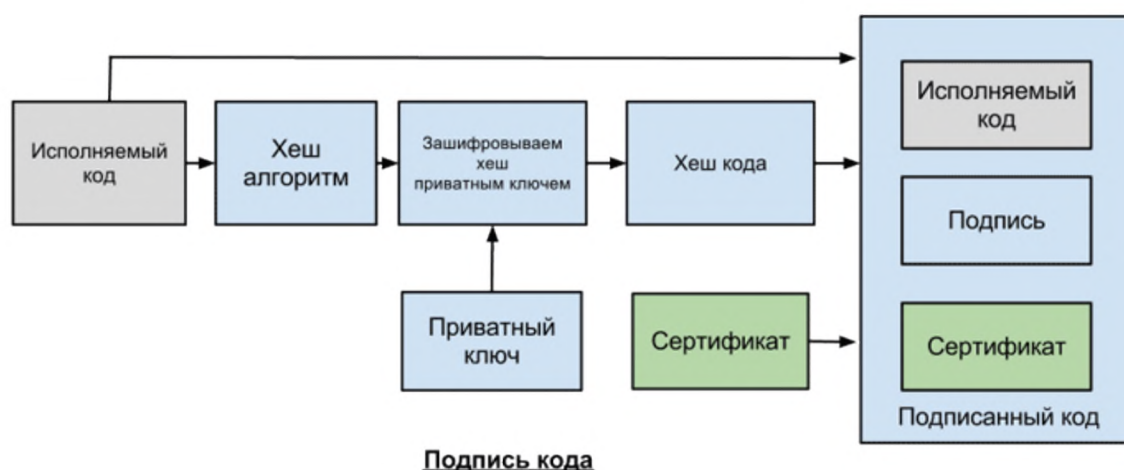 Исполняемый
код
Хеш
алгоритм
Зашифровываем
хеш
приватным ключем
Хеш кода
Исполняемый
код
Подпись
Приватный
ключ
Сертификат
Сертификат
Подписанный код
Подпись кода